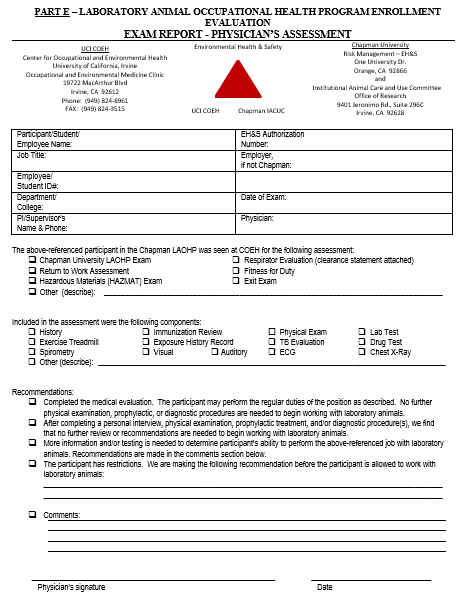 PART E – LABORATORY ANIMAL OCCUPATIONAL HEALTH PROGRAM ENROLLMENT
EVALUATION
EXAM REPORT - PHYSICIAN'S ASSESSMENT
UCI COEH
Center for Occupational and Environmental Health
University of California, Irvine
Occupational and Environmental Medicine Clinic
19722 MacArthur Blvd
Irvine, CA 92612
Phone: (949) 824-8961
FAX: (949) 824-3515
Environmental Health & Safety
UCI COEH Chapman IACUC
Chapman University
Risk Management – EH&S
One University Dr.
Orange, CA 92866
and
Institutional Animal Care and Use Committee
Office of Research
9401 Jeronimo Rd., Suite 296C
Irvine, CA 92628
Participant/Student/
Employee Name:
EH&S Authorization
Number:
Job Title:
Employer,
if not Chapman:
Employee/
Student ID#:
Department/
College:
Date of Exam:
PI/Supervisor's
Name & Phone:
Physician:
The above-referenced participant in the Chapman LAOHP was seen at COEH for the following assessment:
Chapman University LAOHP Exam Respirator Evaluation (clearance statement attached)
Return to Work Assessment Fitness for Duty
Hazardous Materials (HAZMAT) Exam Exit Exam
Other (describe):
Included in the assessment were the following components:
History Immunization Review Physical Exam Lab Test
Exercise Treadmill Exposure History Record TB Evaluation Drug Test
Spirometry Visual Auditory ECG Chest X-Ray
Other (describe):
Recommendations:
Completed the medical evaluation. The participant may perform the regular duties of the position as described. No further
physical examination, prophylactic, or diagnostic procedures are needed to begin working with laboratory animals.
After completing a personal interview, physical examination, prophylactic treatment, and/or diagnostic procedure(s), we find
that no further review or recommendations are needed to begin working with laboratory animals.
More information and/or testing is needed to determine participant's ability to perform the above-referenced job with laboratory
animals. Recommendations are made in the comments section below.
The participant has restrictions. We are making the following recommendation before the participant is allowed to work with
laboratory animals:
Comments:
Physician's signature Date